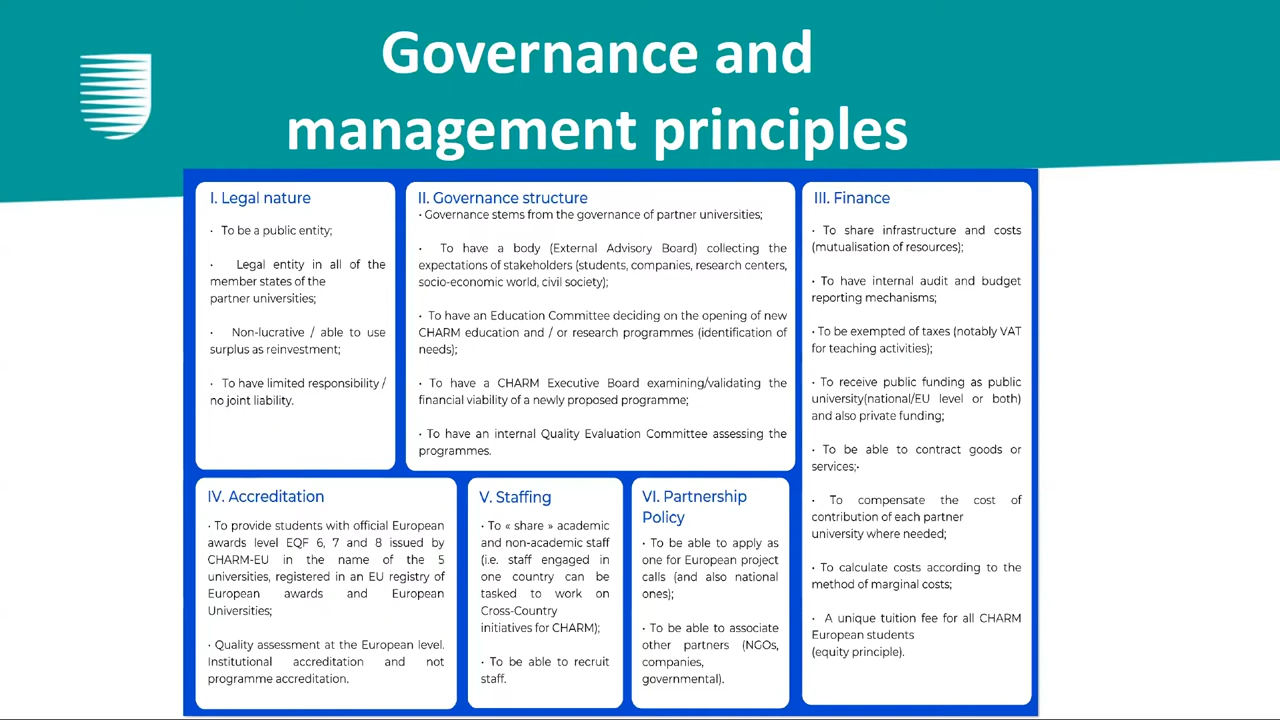 Governance and
management principles
I. Legal nature
• To be a public entity;
• Legal entity in all of the
member states of the
partner universities;
• Non-lucrative / able to use
surplus as reinvestment;
• To have limited responsibility /
no joint liability.
II. Governance structure
• Governance stems from the governance of partner universities;
• To have a body (External Advisory Board) collecting the
expectations of stakeholders (students, companies, research centers,
socio-economic world, civil society);
• To have an Education Committee deciding on the opening of new
CHARM education and / or research programmes (identification of
needs);
• To have a CHARM Executive Board examining/validating the
financial viability of a newly proposed programme;
• To have an internal Quality Evaluation Committee assessing the
programmes.
III. Finance
• To share infrastructure and costs
(mutualisation of resources);
• To have internal audit and budget
reporting mechanisms;
• To be exempted of taxes (notably VAT
for teaching activities);
• To receive public funding as public
university(national/EU level or both)
and also private funding;
• To be able to contract goods or
services;•
• To compensate the cost of
contribution of each partner
university where needed;
• To calculate costs according to the
method of marginal costs;
• A unique tuition fee for all CHARM
European students
(equity principle).
IV. Accreditation
• To provide students with official European
awards level EQF 6, 7 and 8 issued by
CHARM-EU in the name of the 5
universities, registered in an EU registry of
European awards and European
Universities;
• Quality assessment at the European level.
Institutional accreditation and not
programme accreditation.
V. Staffing
• To « share » academic
and non-academic staff
(i.e. staff engaged in
one country can be
tasked to work on
Cross-Country
initiatives for CHARM);
• To be able to recruit
staff.
VI. Partnership
Policy
• To be able to apply as
one for European project
calls (and also national
ones);
• To be able to associate
other partners (NGOs,
companies,
governmental).